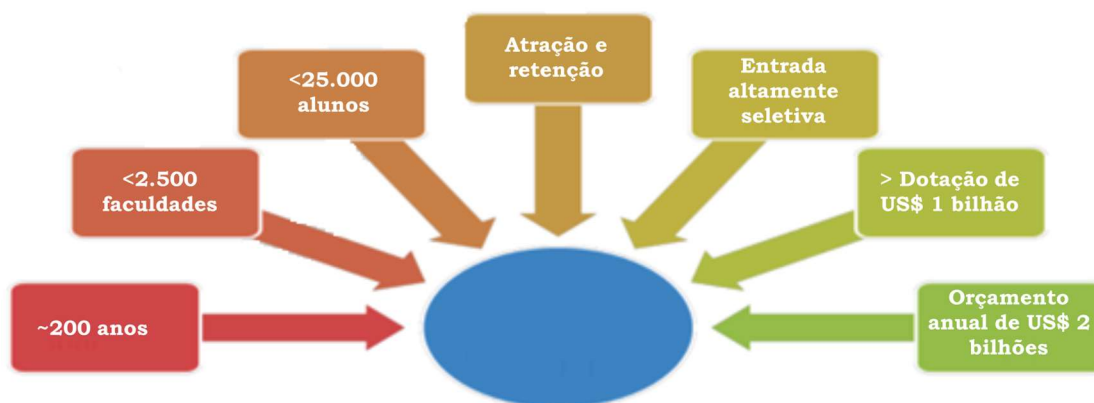 ~200 anos
<2.500
faculdades
<25.000
alunos
Atração e
retenção
Entrada
altamente
seletiva
> Dotação de
US$ 1 bilhão
Orçamento
anual de US$ 2
bilhões